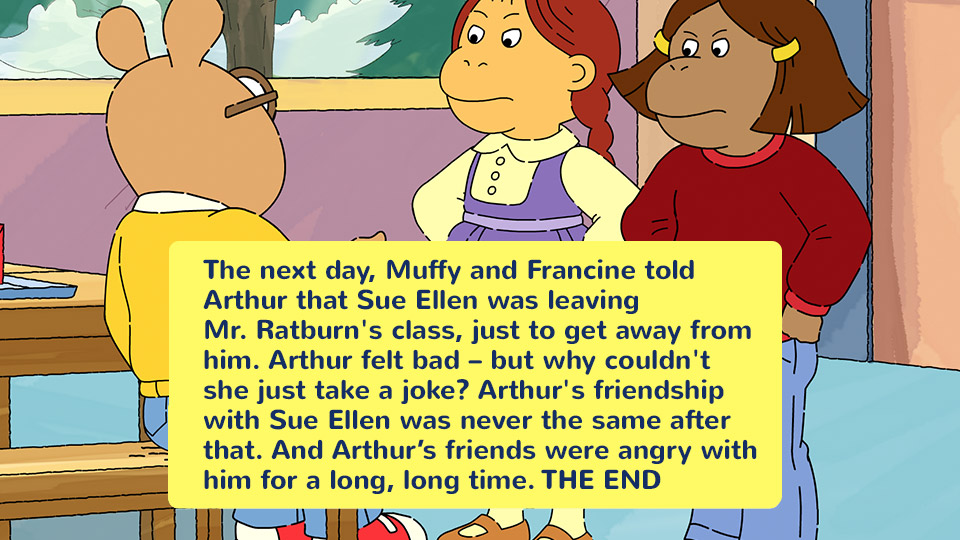 The next day, Muffy and Francine told
Arthur that Sue Ellen was leaving
Mr. Ratburn's class, just to get away from
him. Arthur felt bad – but why couldn't
she just take a joke? Arthur's friendship
with Sue Ellen was never the same after
that. And Arthur’s friends were angry with
him for a long, long time. THE END